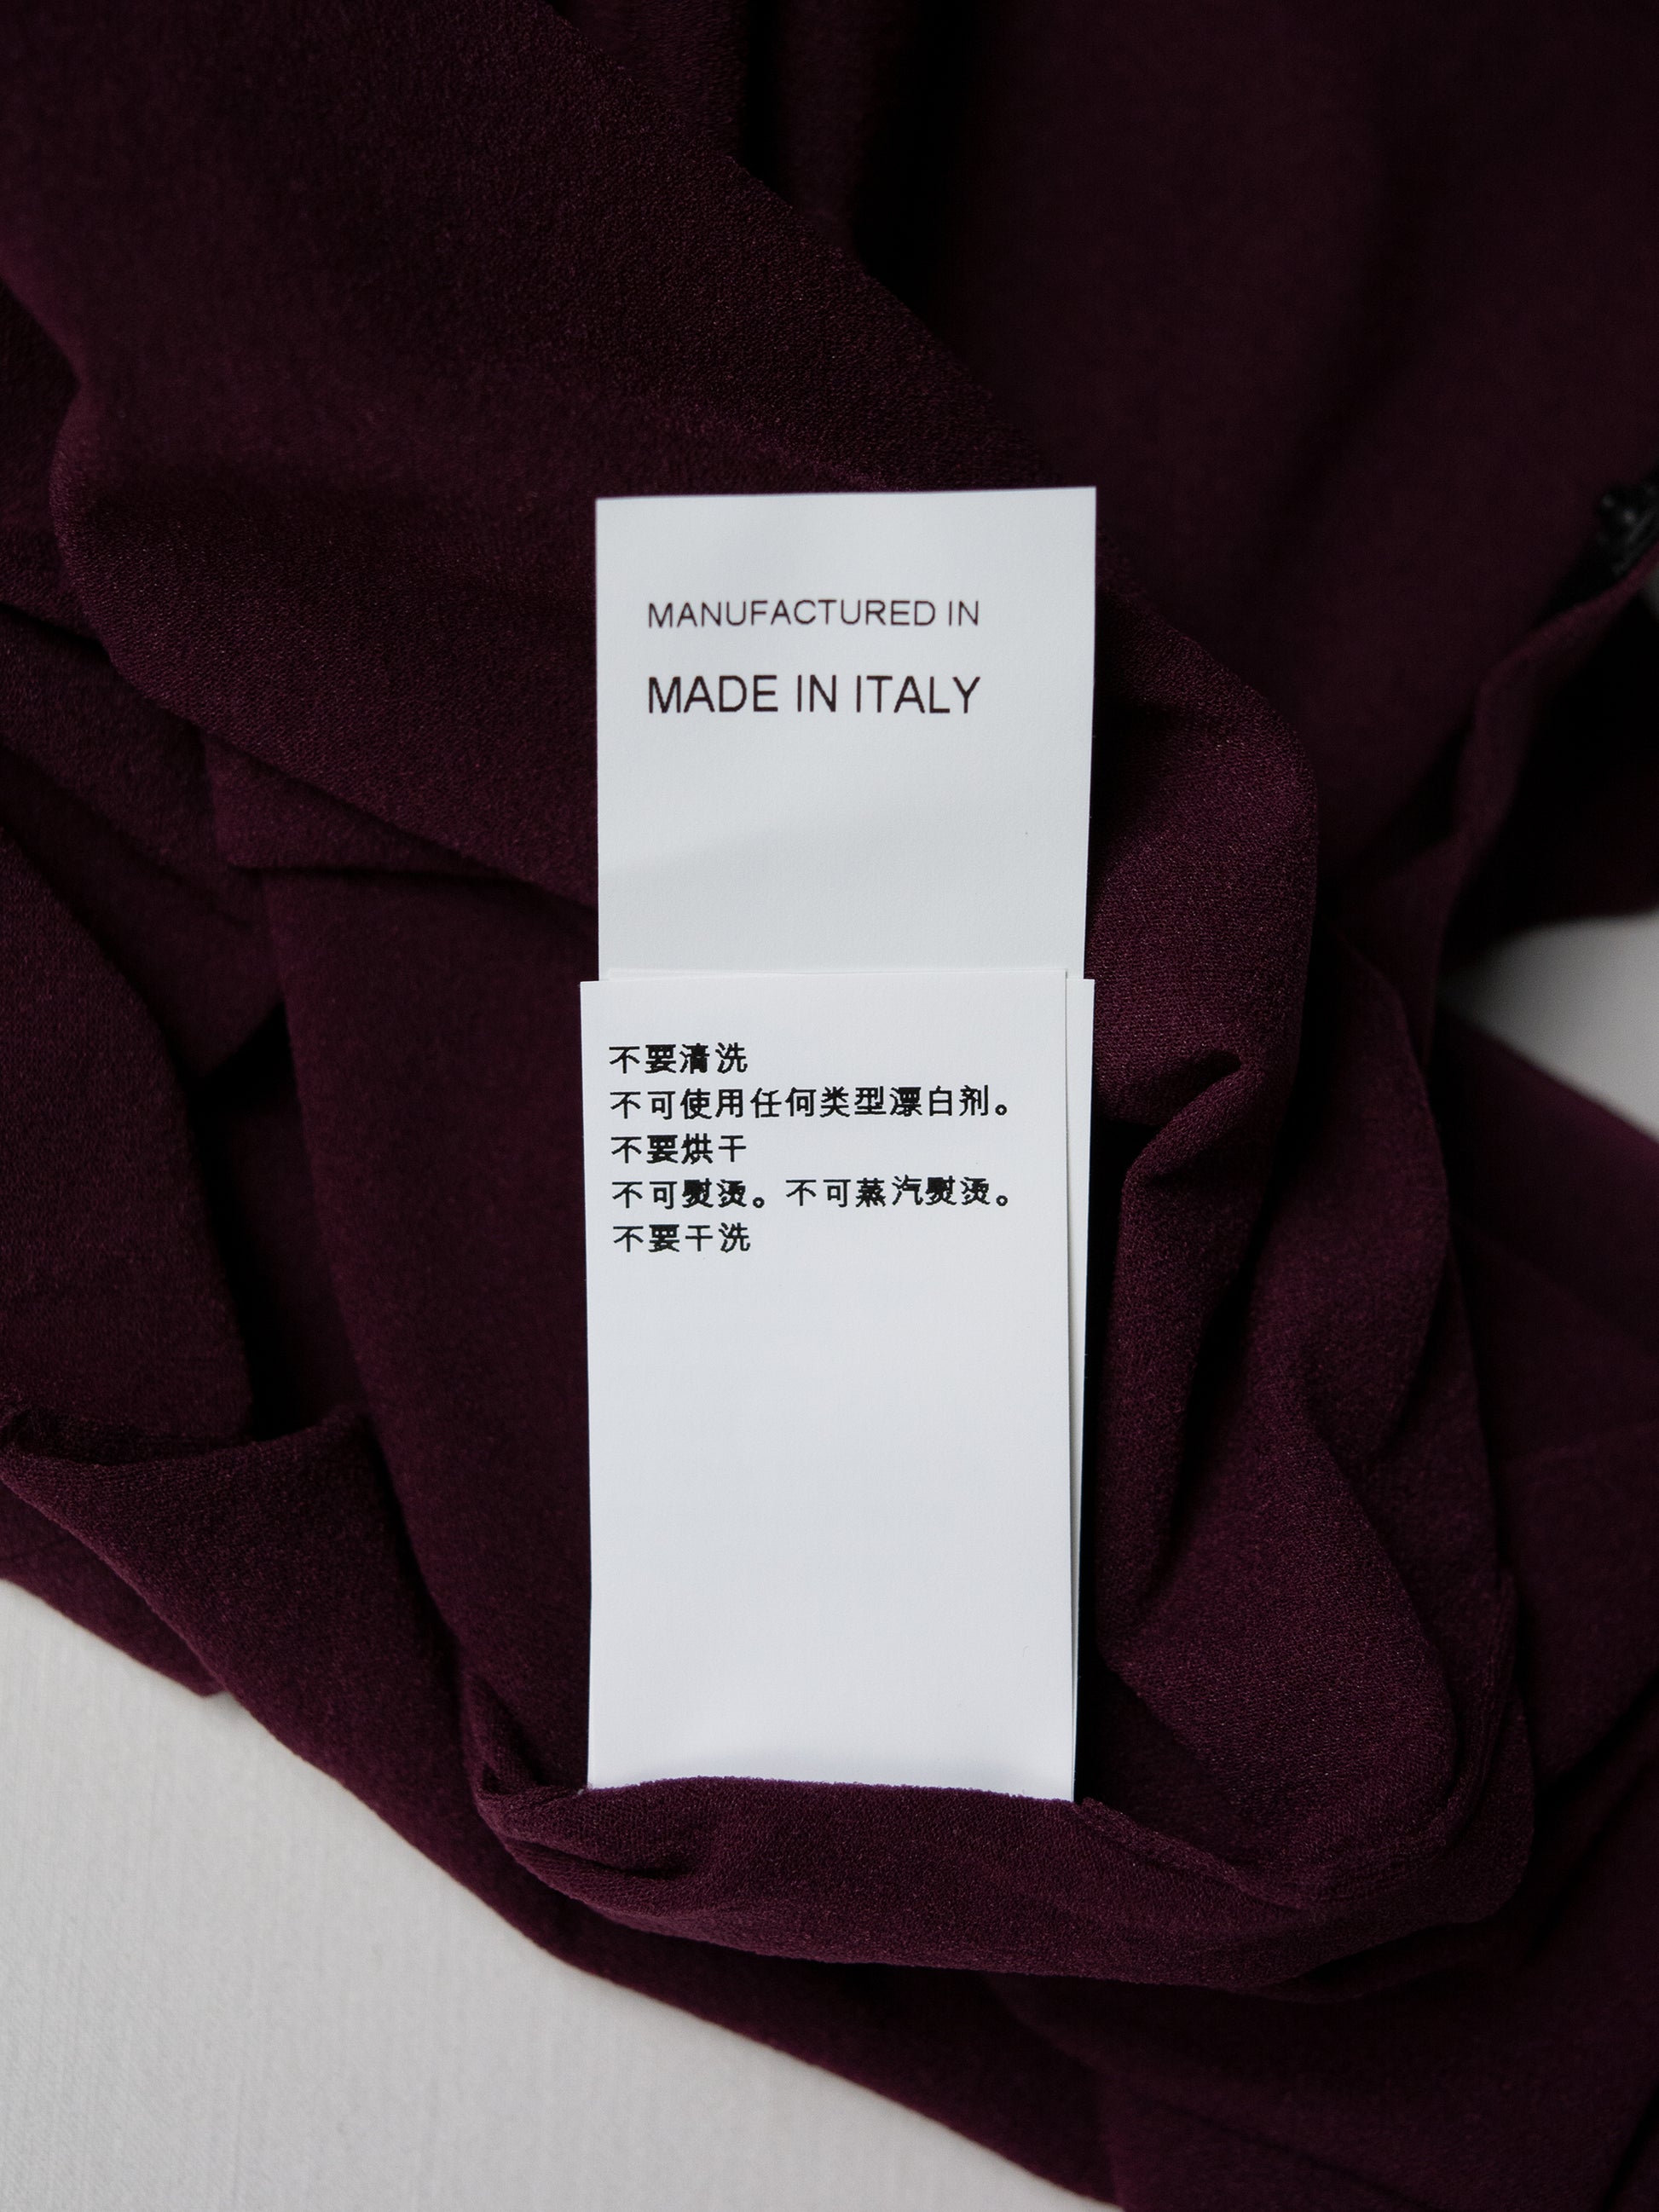 MANUFACTURED IN
MADE IN ITALY
不要清洗
不可使用任何类型漂白剂。
不要烘干
不可熨烫。不可蒸汽熨烫。
不要干洗